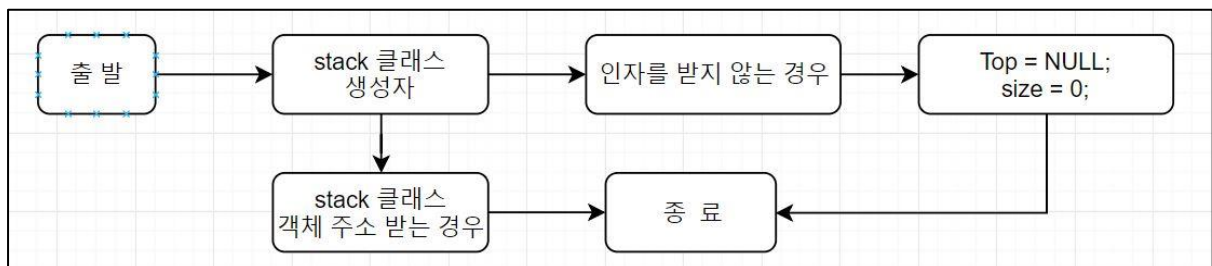 출 발
stack 클래스
생성자
인자를 받지 않는 경우
Top = NULL;
size = 0;
stack 클래스
객체 주소 받는 경우
종 료